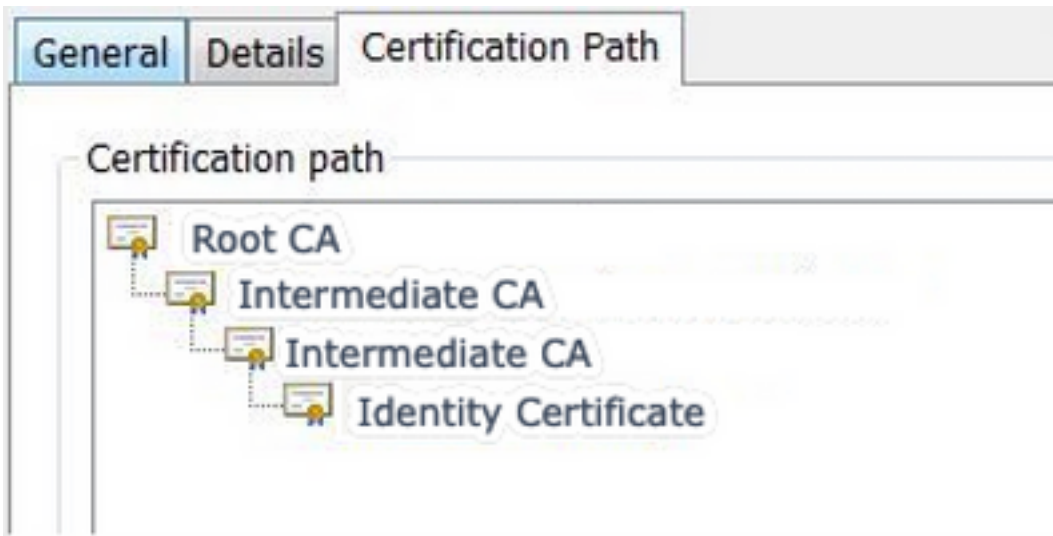 General Details Certification Path
Certification path
Root CA
Intermediate CA
Intermediate CA
Identity Certificate